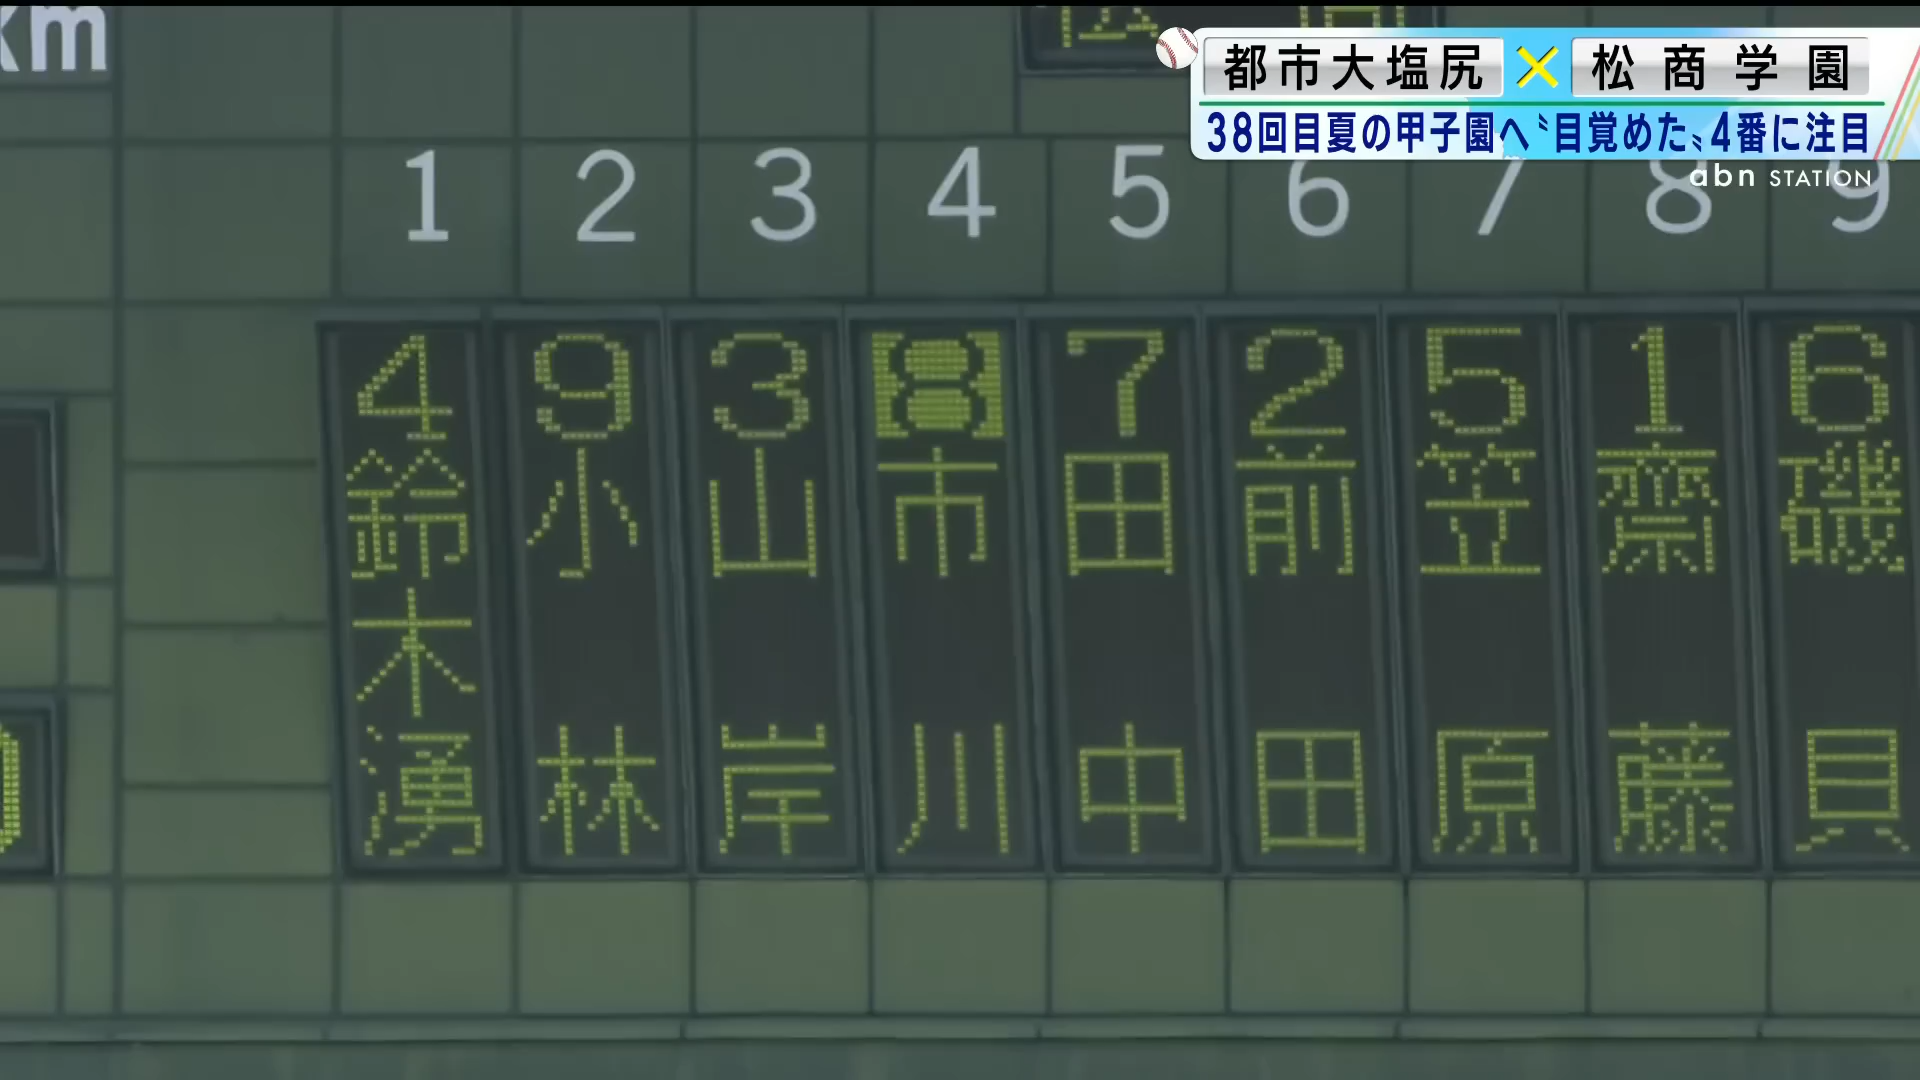 都市大塩尻×松商学園
38回目夏の甲子園へ〝目覚めた〟4番に注目
abn STATION
km
1 2 3 4 5 6 7 8 9
4 9 3 8 7 2 5 1 6
鈴木湧
小林
山岸
市川
田中
前田
笠原
齋藤
磯貝